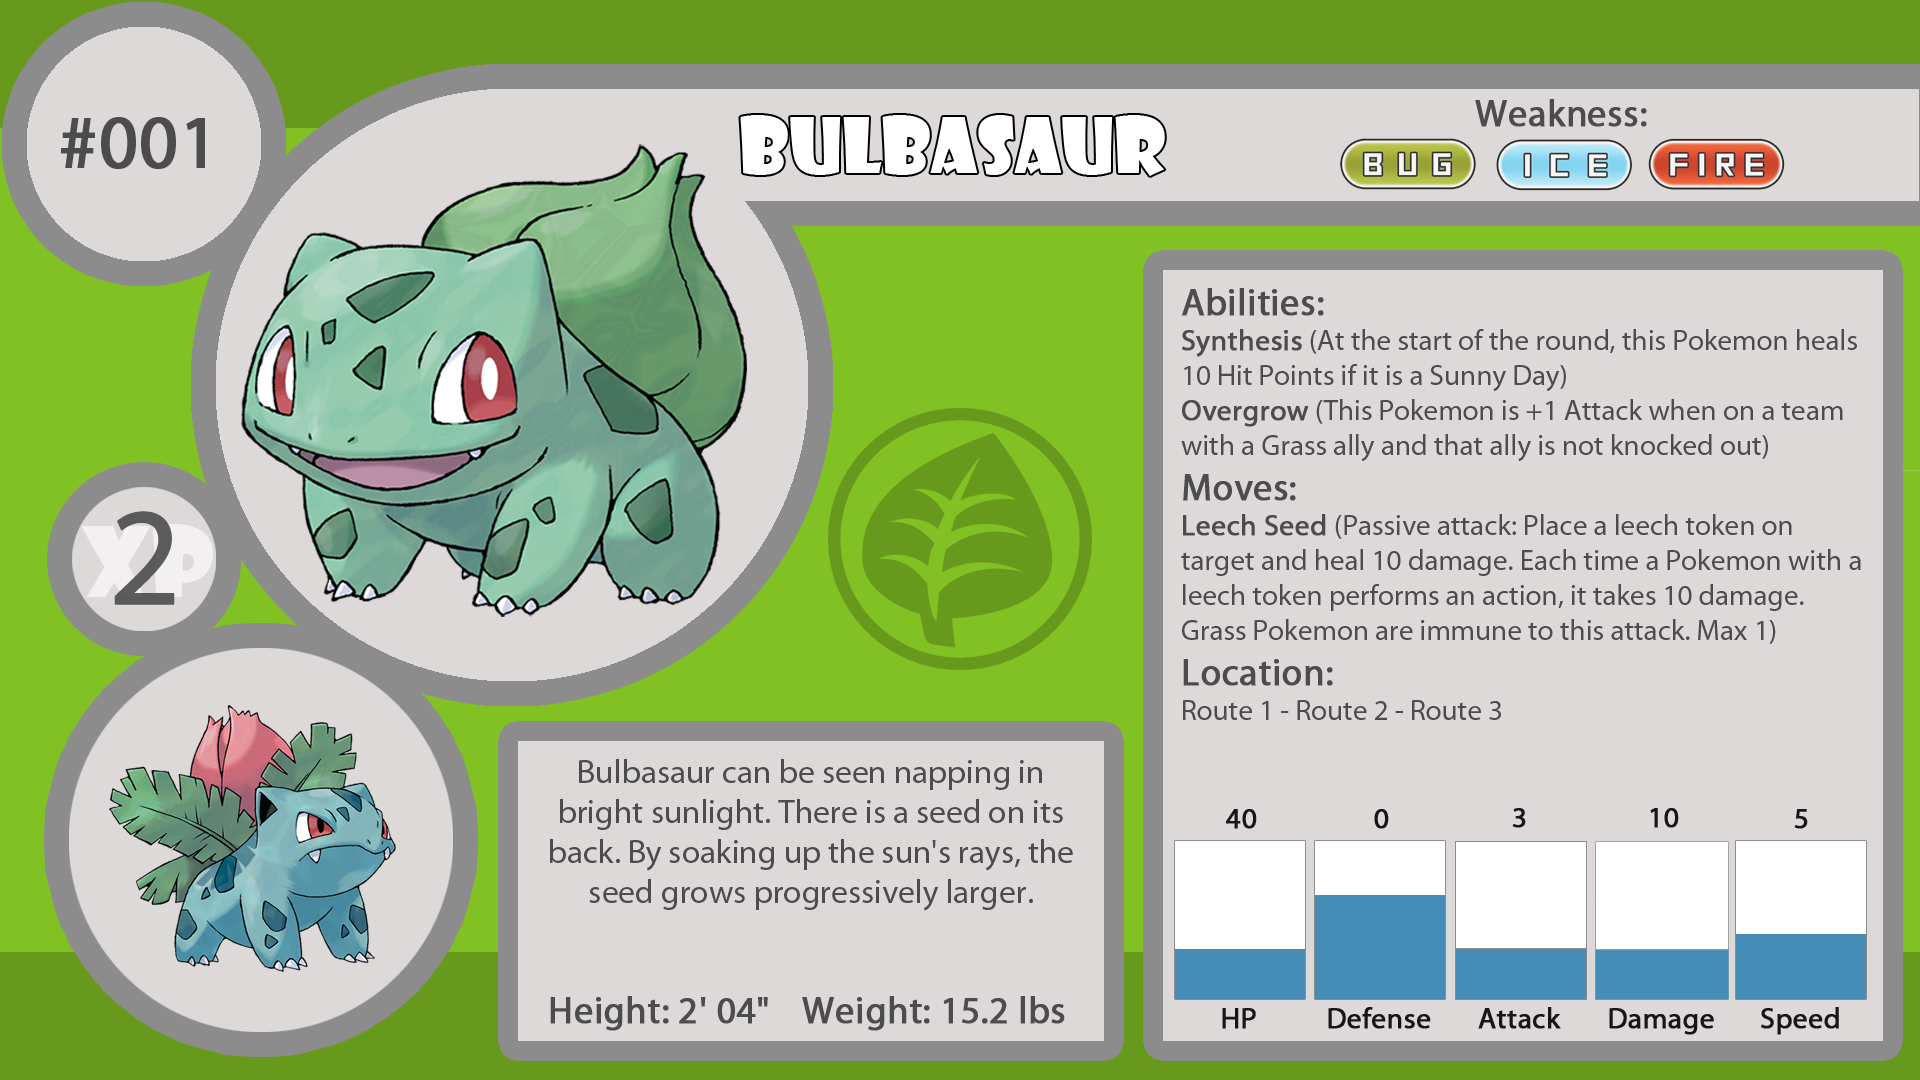 #001
BULBASAUR
Weakness:
BUG ICE FIRE
XP
2
Abilities:
Synthesis (At the start of the round, this Pokemon heals
10 Hit Points if it is a Sunny Day)
Overgrow (This Pokemon is +1 Attack when on a team
with a Grass ally and that ally is not knocked out)
Moves:
Leech Seed (Passive attack: Place a leech token on
target and heal 10 damage. Each time a Pokemon with a
leech token performs an action, it takes 10 damage.
Grass Pokemon are immune to this attack. Max 1)
Location:
Route 1 - Route 2 - Route 3
40 0 3 10 5
HP Defense Attack Damage Speed
Bulbasaur can be seen napping in
bright sunlight. There is a seed on its
back. By soaking up the sun's rays, the
seed grows progressively larger.
Height: 2' 04" Weight: 15.2 lbs